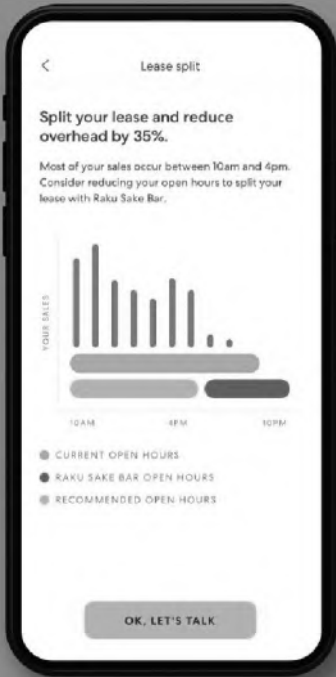 Lease split
Split your lease and reduce
overhead by 35%.
Most of your sales occur between 10am and 4pm.
Consider reducing your open hours to split your
lease with Raku Sake Bar.
YOUR SALES
10AM 4PM 10PM
CURRENT OPEN HOURS
RAKU SAKE BAR OPEN HOURS
RECOMMENDED OPEN HOURS
OK, LET'S TALK